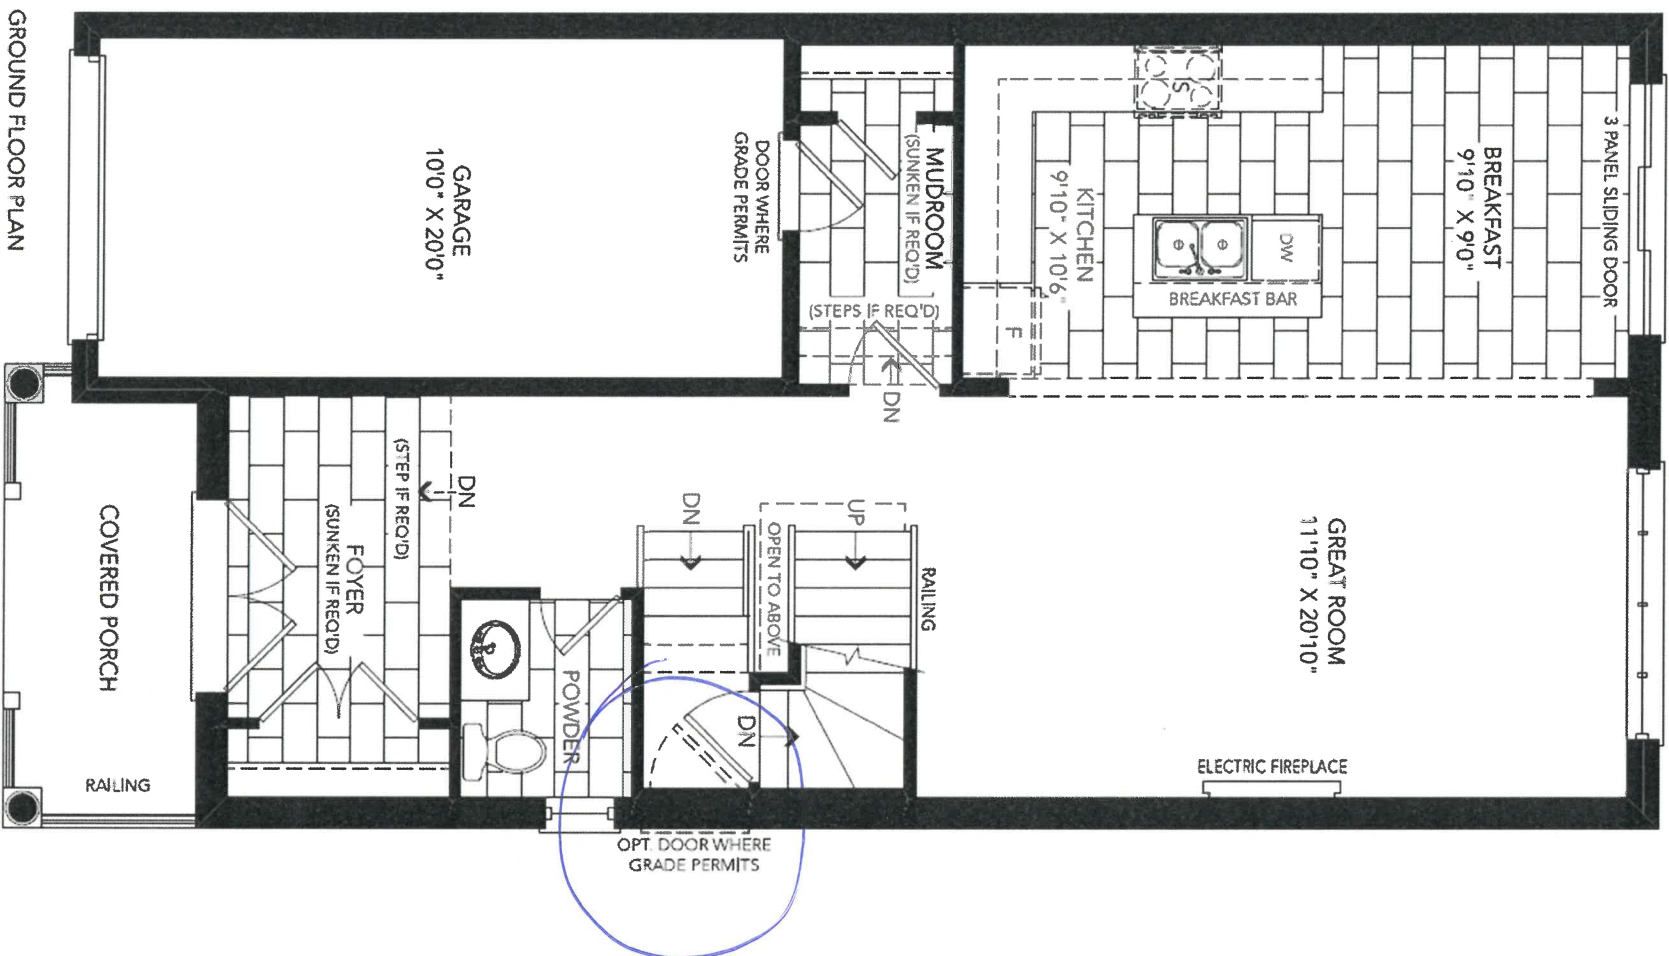 GROUND FLOOR PLAN
GARAGE
10'0" X 20'0"
DOOR WHERE
GRADE PERMITS
MUDROOM
(SUNKEN IF REQ'D)
(STEPS IF REQ'D)
DN
S
KITCHEN
9'10" X 10'6"
F
DW
BREAKFAST BAR
BREAKFAST
9'10" X 9'0"
3 PANEL SLIDING DOOR
GREAT ROOM
11'10" X 20'10"
ELECTRIC FIREPLACE
COVERED PORCH
RAILING
FOYER
(SUNKEN IF REQ'D)
(STEP IF REQ'D)
DN
POWDER
DN
OPEN TO ABOVE
UP
RAILING
DN
OPT. DOOR WHERE
GRADE PERMITS